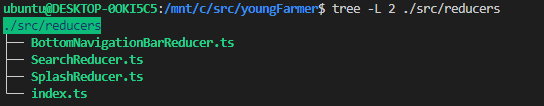 ubuntu@DESKTOP-0OKI5C5:/mnt/c/src/youngFarmer$ tree -L 2 ./src/reducers
./src/reducers
├── BottomNavigationBarReducer.ts
├── SearchReducer.ts
├── SplashReducer.ts
└── index.ts